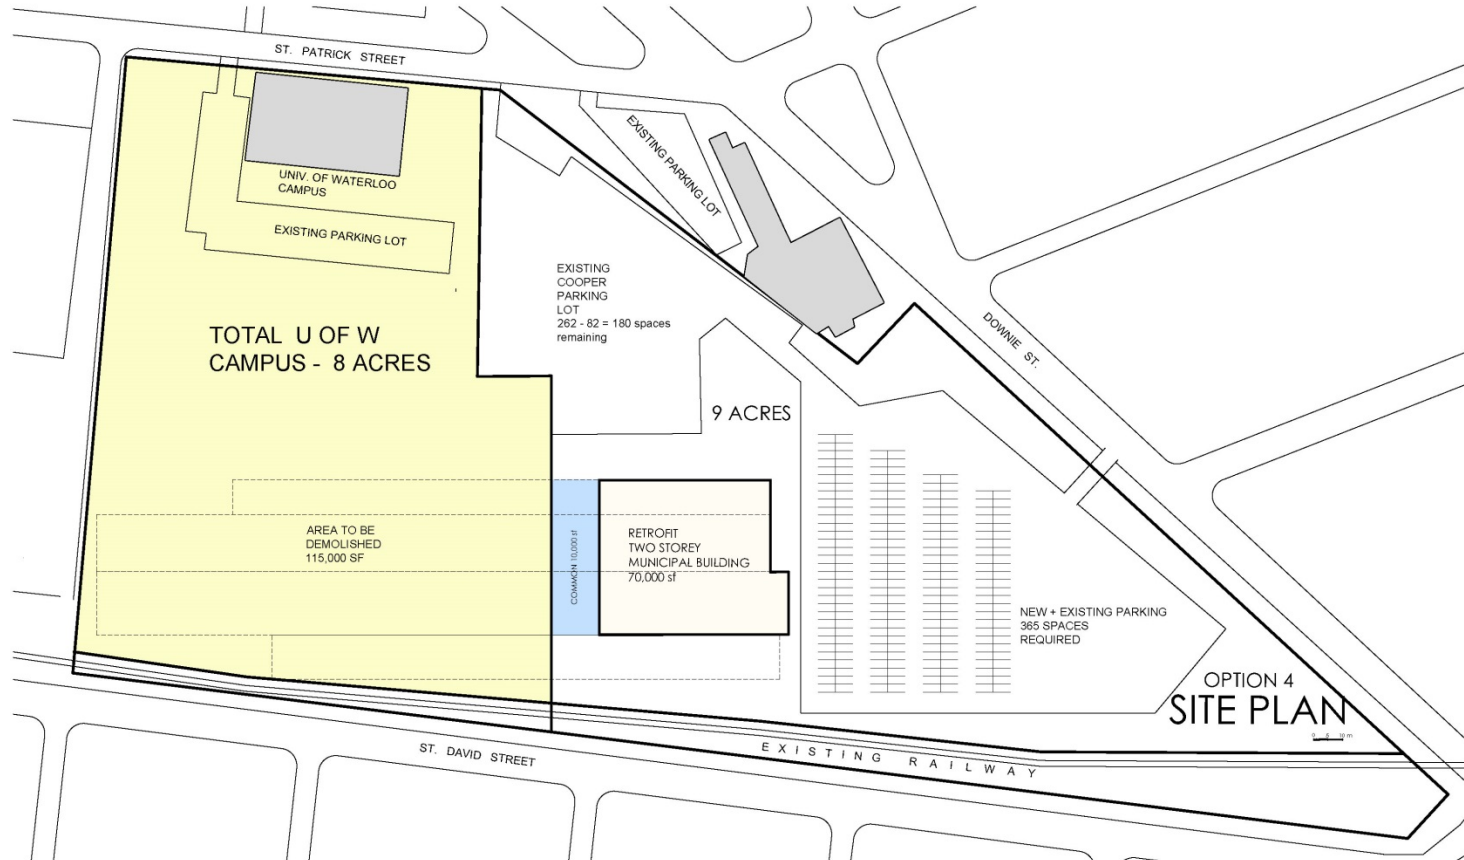 ST. PATRICK STREET
EXISTING PARKING LOT
UNIV. OF WATERLOO
CAMPUS
EXISTING PARKING LOT
EXISTING
COOPER
PARKING
LOT
262 - 82 = 180 spaces
remaining
DOWNIE ST.
TOTAL U OF W
CAMPUS - 8 ACRES
9 ACRES
AREA TO BE
DEMOLISHED
115,000 SF
COMMON 10,000 sf
RETROFIT
TWO STOREY
MUNICIPAL BUILDING
70,000 sf
NEW + EXISTING PARKING
365 SPACES
REQUIRED
OPTION 4
SITE PLAN
0 5 10 m
ST. DAVID STREET
EXISTING RAILWAY